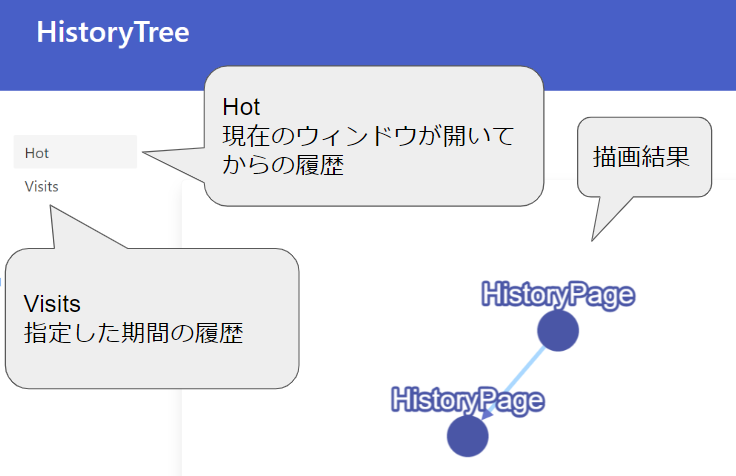 HistoryTree
Hot
現在のウィンドウが開いて
からの履歴
描画結果
Hot
Visits
Visits
指定した期間の履歴
HistoryPage
HistoryPage